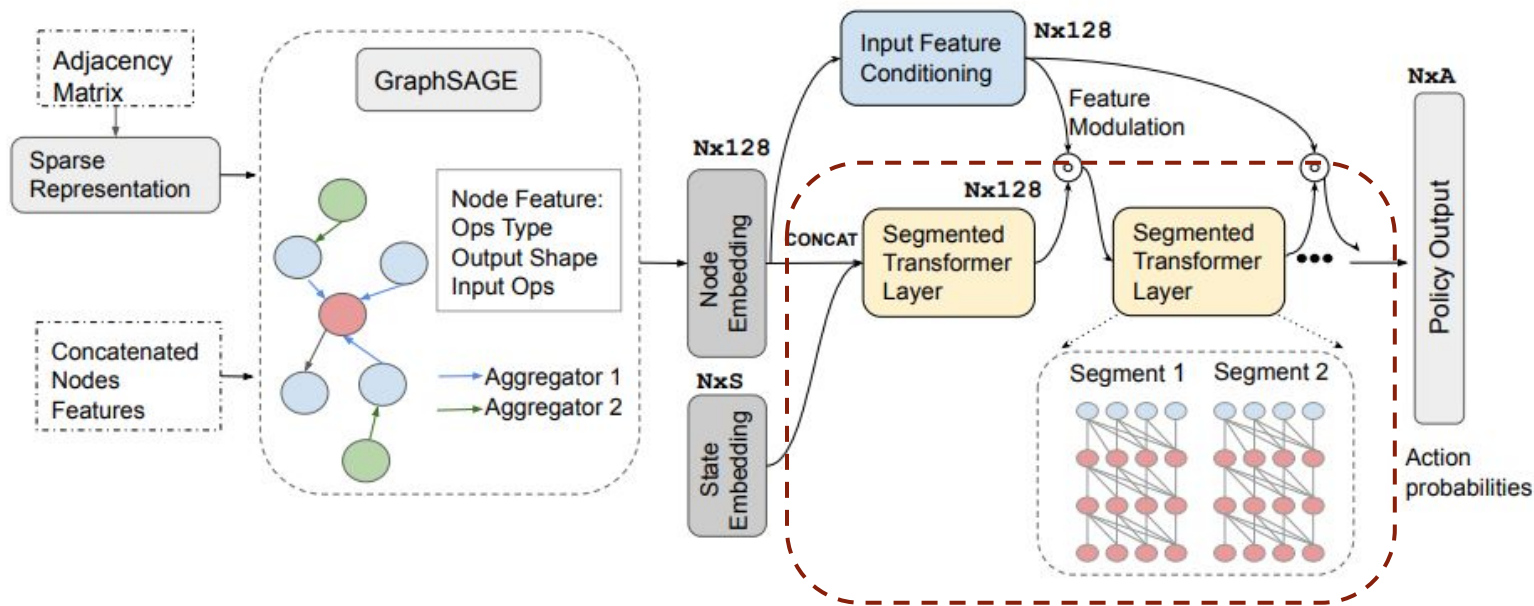 Adjacency
Matrix
Sparse
Representation
Concatenated
Nodes
Features
GraphSAGE
Node Feature:
Ops Type
Output Shape
Input Ops
Aggregator 1
Aggregator 2
Nx128
Node
Embedding
NxS
State
Embedding
CONCAT
Input Feature
Conditioning
Nx128
Feature
Modulation
Nx128
Segmented
Transformer
Layer
Segmented
Transformer
Layer
Segment 1
Segment 2
NxA
Policy Output
Action
probabilities